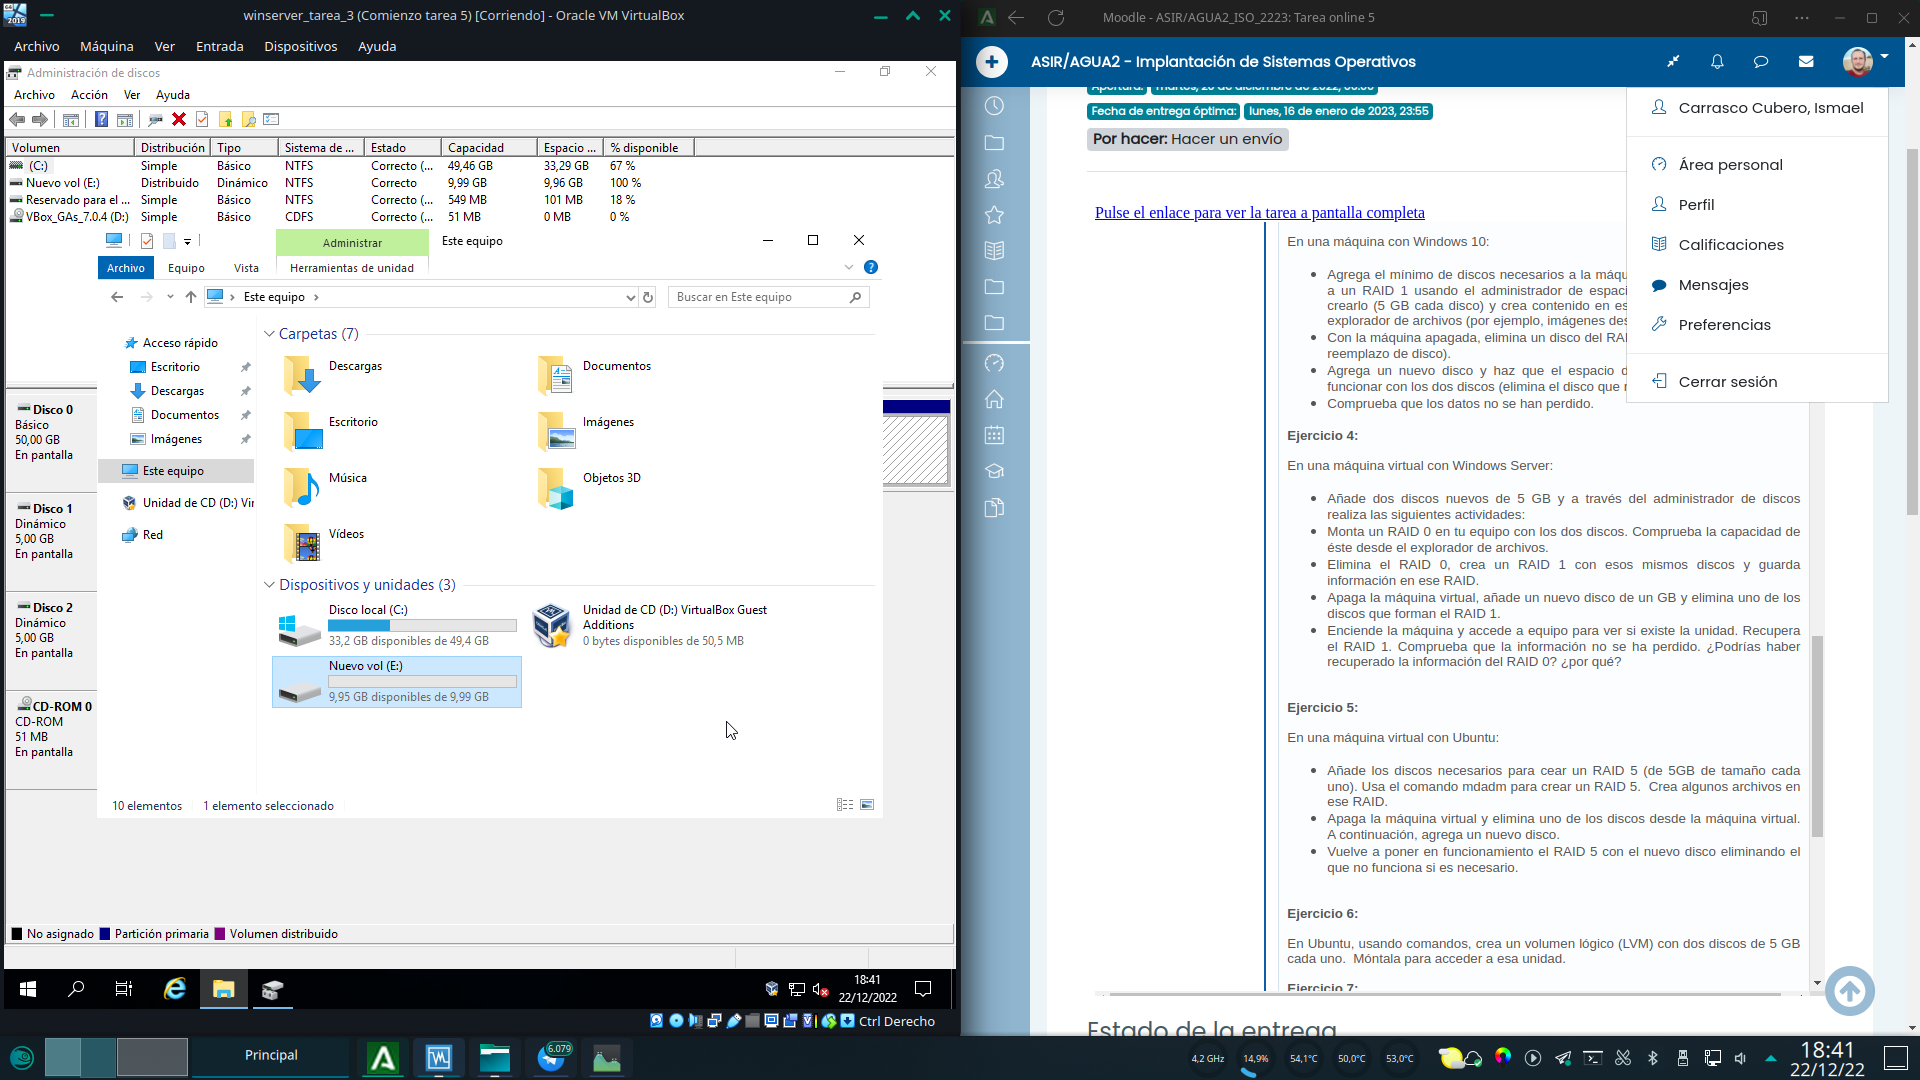 winserver_tarea_3 (Comienzo tarea 5) [Corriendo] - Oracle VM VirtualBox
Archivo Máquina Ver Entrada Dispositivos Ayuda
Administración de discos
Archivo Acción Ver Ayuda
Volumen Distribución Tipo Sistema de ... Estado Capacidad Espacio ... % disponible
(C:) Simple Básico NTFS Correcto (... 49,46 GB 33,29 GB 67 %
Nuevo vol (E:) Distribuido Dinámico NTFS Correcto 9,99 GB 9,96 GB 100 %
Reservado para el ... Simple Básico NTFS Correcto (... 549 MB 101 MB 18 %
VBox_GAs_7.0.4 (D:) Simple Básico CDFS Correcto (... 51 MB 0 MB 0 %
Administrar
Este equipo
Archivo Equipo Vista Herramientas de unidad
Este equipo
Buscar en Este equipo
Acceso rápido
Escritorio
Descargas
Documentos
Imágenes
Este equipo
Unidad de CD (D:) Vir
Red
Carpetas (7)
Descargas
Documentos
Escritorio
Imágenes
Música
Objetos 3D
Vídeos
Dispositivos y unidades (3)
Disco local (C:)
33,2 GB disponibles de 49,4 GB
Unidad de CD (D:) VirtualBox Guest
Additions
0 bytes disponibles de 50,5 MB
Nuevo vol (E:)
9,95 GB disponibles de 9,99 GB
10 elementos 1 elemento seleccionado
Disco 0
Básico
50,00 GB
En pantalla
Disco 1
Dinámico
5,00 GB
En pantalla
Disco 2
Dinámico
5,00 GB
En pantalla
CD-ROM 0
CD-ROM
51 MB
En pantalla
No asignado Partición primaria Volumen distribuido
18:41
22/12/2022
Ctrl Derecho
Moodle - ASIR/AGUA2_ISO_2223: Tarea online 5
ASIR/AGUA2 - Implantación de Sistemas Operativos
Fecha de entrega óptima: lunes, 16 de enero de 2023, 23:55
Por hacer: Hacer un envío
Carrasco Cubero, Ismael
Área personal
Perfil
Calificaciones
Mensajes
Preferencias
Cerrar sesión
Pulse el enlace para ver la tarea a pantalla completa
En una máquina con Windows 10:
Agrega el mínimo de discos necesarios a la máqu
a un RAID 1 usando el administrador de espaci
crearlo (5 GB cada disco) y crea contenido en es
explorador de archivos (por ejemplo, imágenes des
Con la máquina apagada, elimina un disco del RAI
reemplazo de disco).
Agrega un nuevo disco y haz que el espacio d
funcionar con los dos discos (elimina el disco que
Comprueba que los datos no se han perdido.
Ejercicio 4:
En una máquina virtual con Windows Server:
Añade dos discos nuevos de 5 GB y a través del administrador de discos
realiza las siguientes actividades:
Monta un RAID 0 en tu equipo con los dos discos. Comprueba la capacidad de
éste desde el explorador de archivos.
Elimina el RAID 0, crea un RAID 1 con esos mismos discos y guarda
información en ese RAID.
Apaga la máquina virtual, añade un nuevo disco de un GB y elimina uno de los
discos que forman el RAID 1.
Enciende la máquina y accede a equipo para ver si existe la unidad. Recupera
el RAID 1. Comprueba que la información no se ha perdido. ¿Podrías haber
recuperado la información del RAID 0? ¿por qué?
Ejercicio 5:
En una máquina virtual con Ubuntu:
Añade los discos necesarios para cear un RAID 5 (de 5GB de tamaño cada
uno). Usa el comando mdadm para crear un RAID 5. Crea algunos archivos en
ese RAID.
Apaga la máquina virtual y elimina uno de los discos desde la máquina virtual.
A continuación, agrega un nuevo disco.
Vuelve a poner en funcionamiento el RAID 5 con el nuevo disco eliminando el
que no funciona si es necesario.
Ejercicio 6:
En Ubuntu, usando comandos, crea un volumen lógico (LVM) con dos discos de 5 GB
cada uno. Móntala para acceder a esa unidad.
Ejercicio 7:
Estado de la entrega
Principal
6.079
4,2 GHz 14,9% 54,1°C 50,0°C 53,0°C
18:41
22/12/22